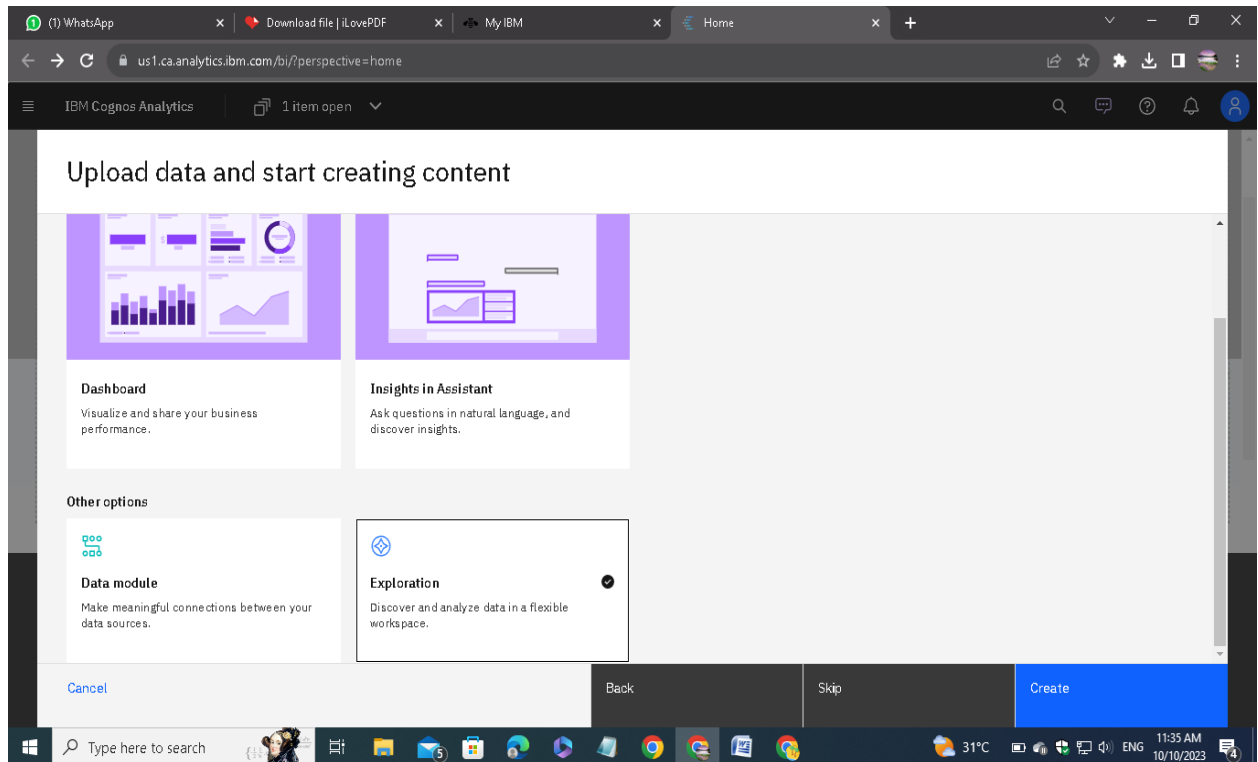 (1) WhatsApp
Download file | iLovePDF
My IBM
Home
us1.ca.analytics.ibm.com/bi/?perspective=home
IBM Cognos Analytics
1 item open
Upload data and start creating content
Dashboard
Visualize and share your business
performance.
Insights in Assistant
Ask questions in natural language, and
discover insights.
Other options
Data module
Make meaningful connections between your
data sources.
Exploration
Discover and analyze data in a flexible
workspace.
Cancel
Back
Skip
Create
Type here to search
5
31°C
ENG
11:35 AM
10/10/2023
4